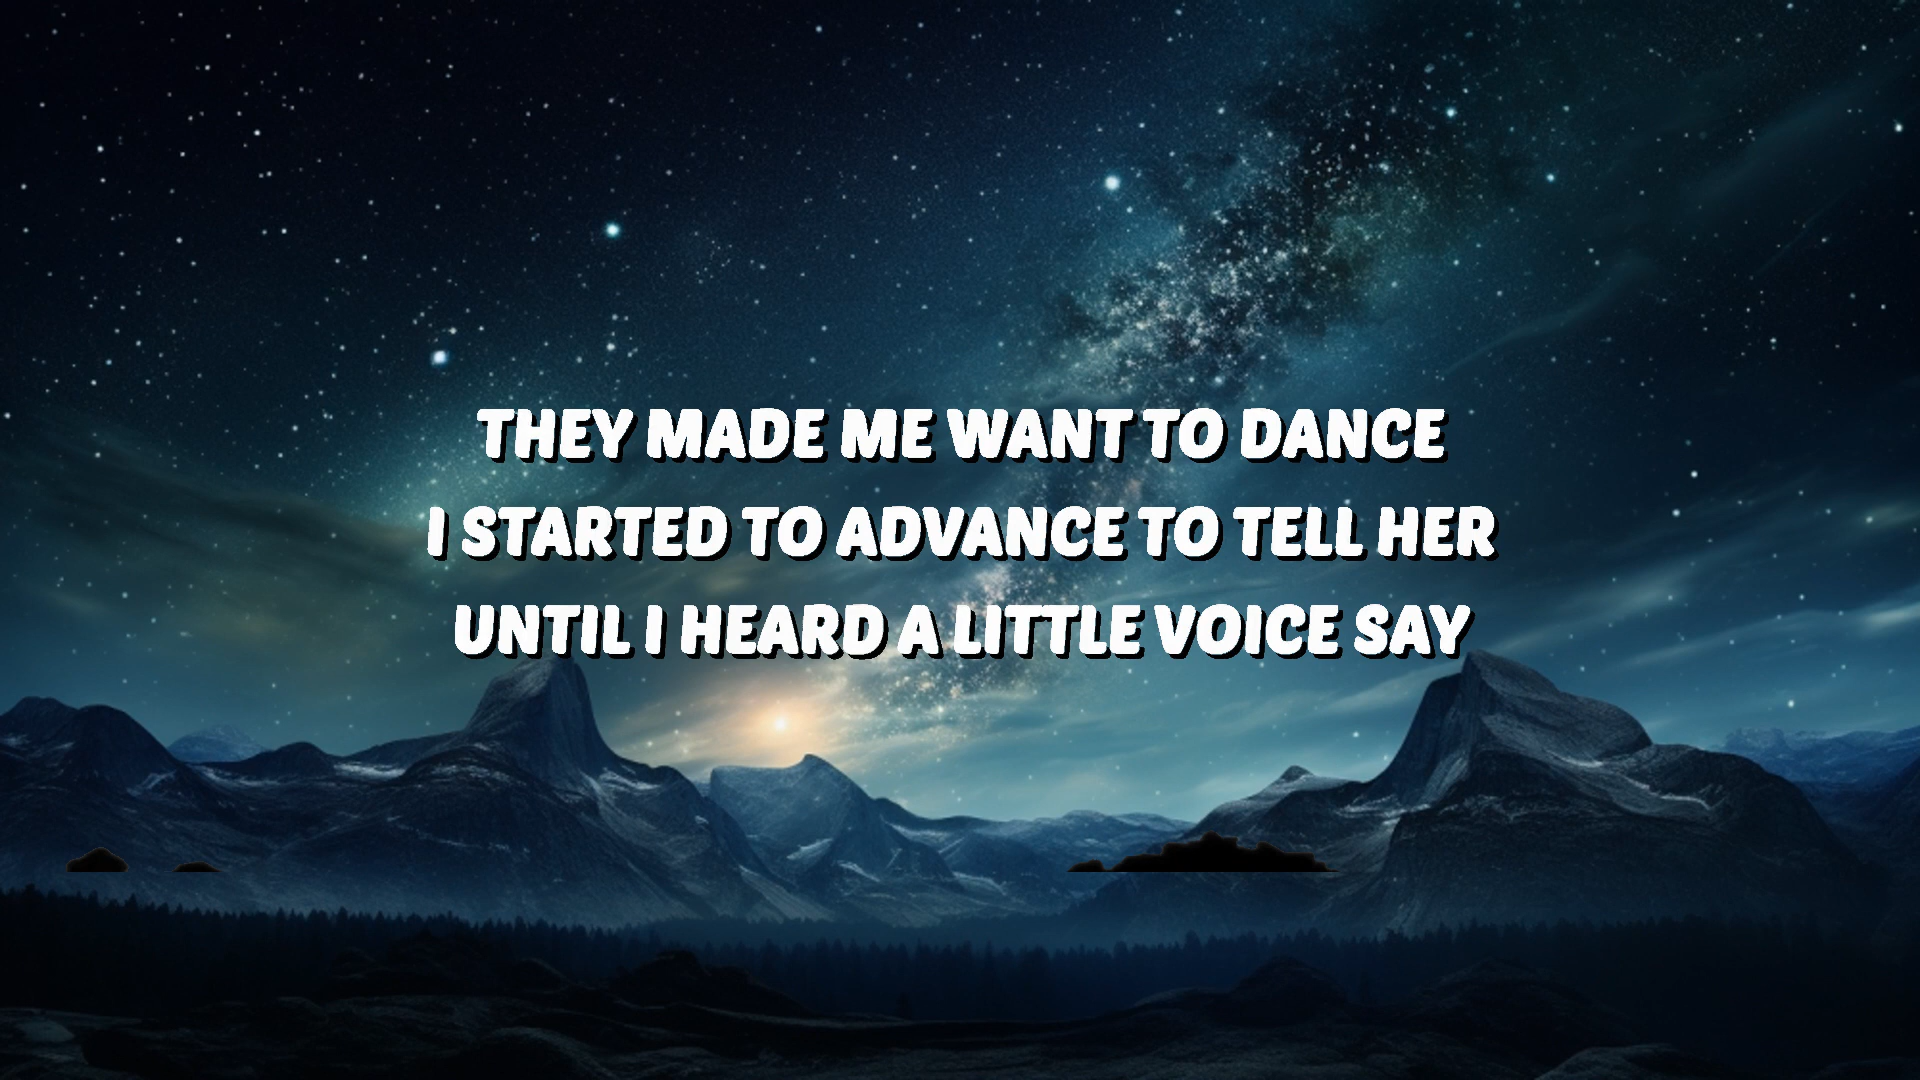 THEY MADE ME WANT TO DANCE
I STARTED TO ADVANCE TO TELL HER
UNTIL I HEARD A LITTLE VOICE SAY